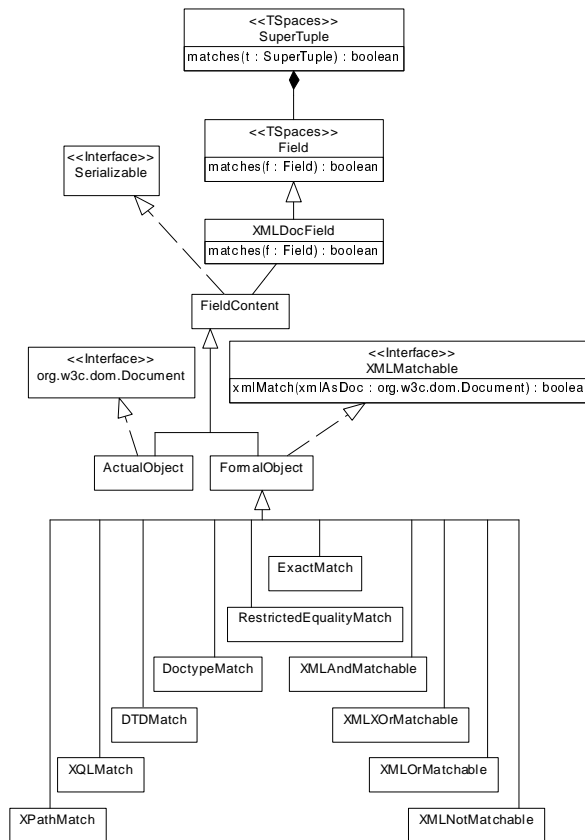 <<TSpaces>>
SuperTuple
matches(t : SuperTuple) : boolean
<<TSpaces>>
Field
matches(f : Field) : boolean
<<Interface>>
Serializable
XMLDocField
matches(f : Field) : boolean
FieldContent
<<Interface>>
org.w3c.dom.Document
<<Interface>>
XMLMatchable
xmlMatch(xmlAsDoc : org.w3c.dom.Document) : boolea
ActualObject
FormalObject
ExactMatch
RestrictedEqualityMatch
DoctypeMatch
XMLAndMatchable
DTDMatch
XMLXOrMatchable
XQLMatch
XMLOrMatchable
XPathMatch
XMLNotMatchable